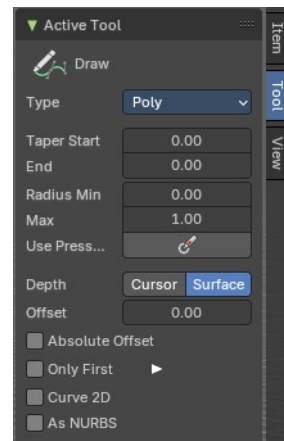 Active Tool
Draw
Type Poly
Taper Start 0.00
End 0.00
Radius Min 0.00
Max 1.00
Use Press...
Depth Cursor Surface
Offset 0.00
Absolute Offset
Only First
Curve 2D
As NURBS
Item
Tool
View